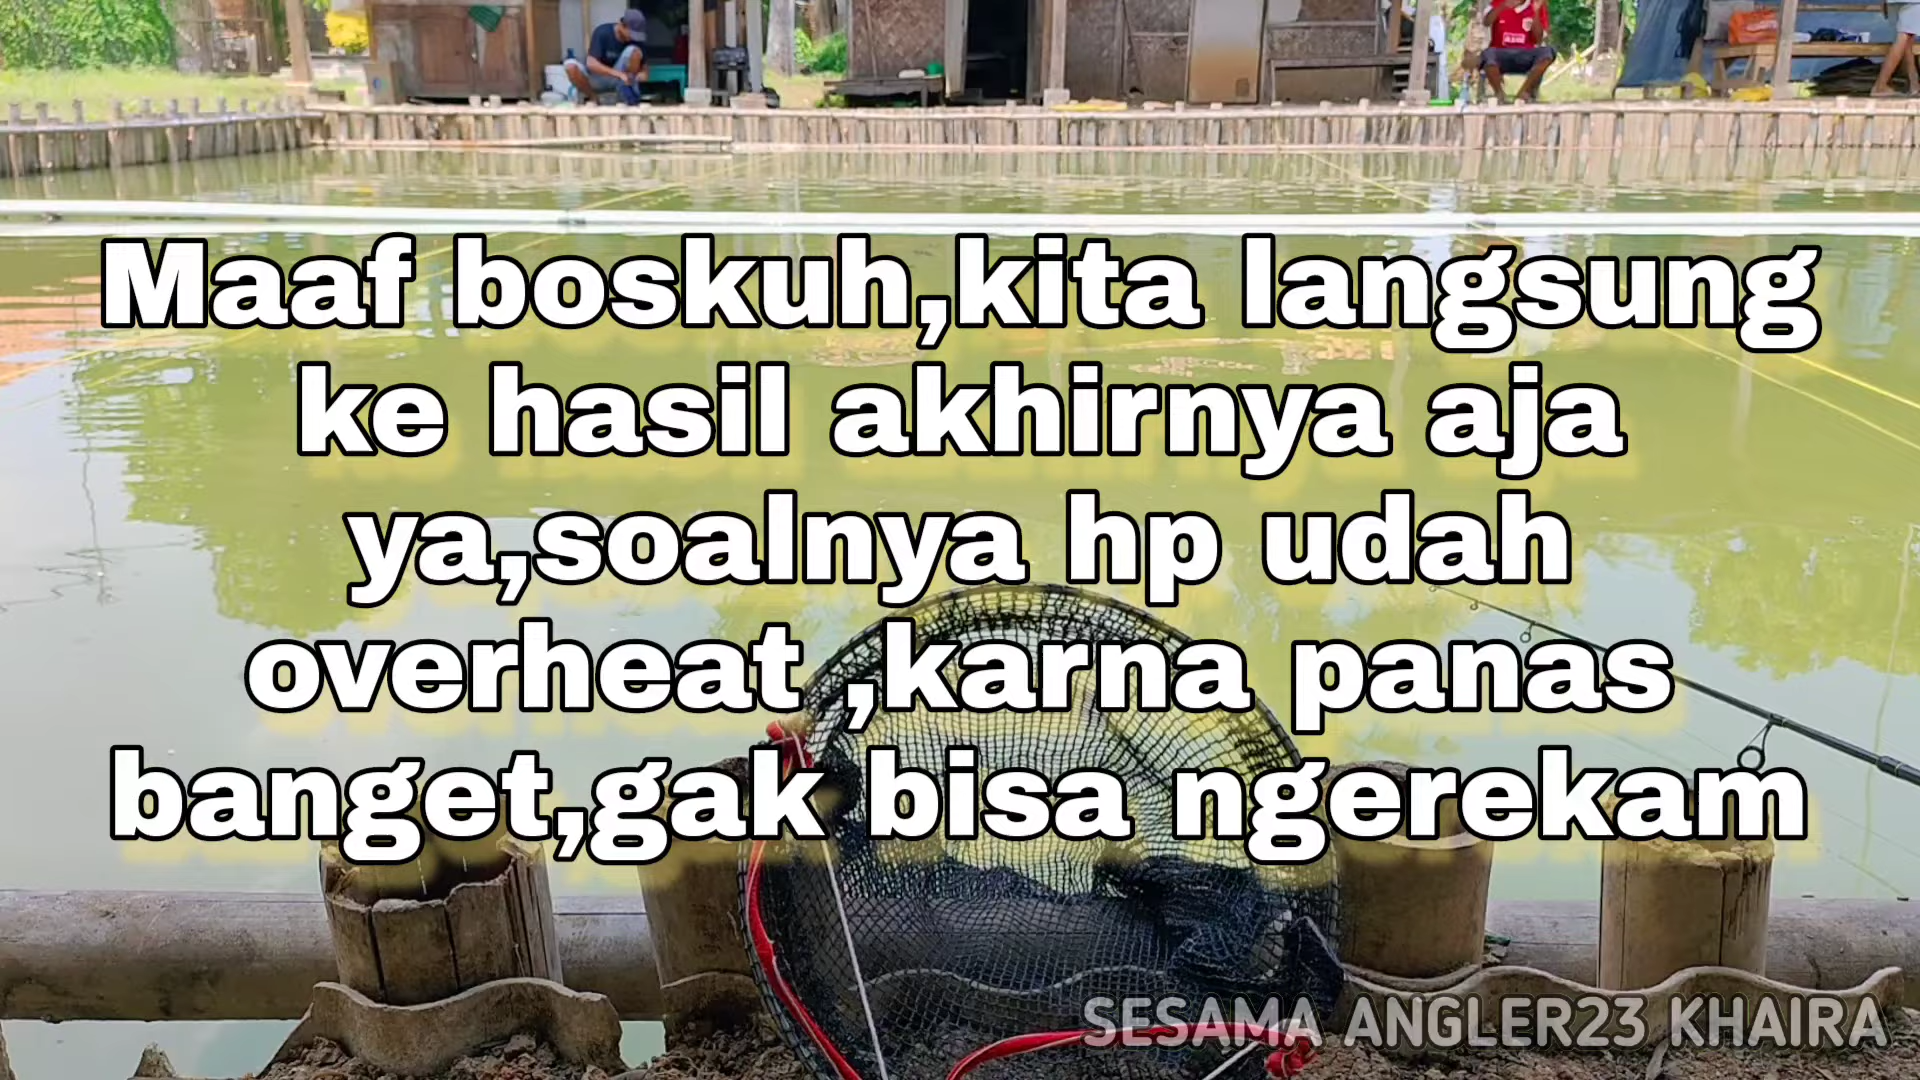 Maaf boskuh,kita langsung
ke hasil akhirnya aja
ya,soalnya hp udah
overheat ,karna panas
banget,gak bisa ngerekam
SESAMA ANGLER23 KHAIRA